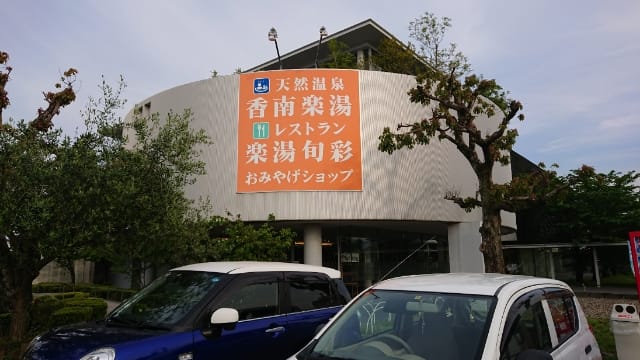 天然温泉
香南楽湯
レストラン
楽湯旬彩
おみやげショップ